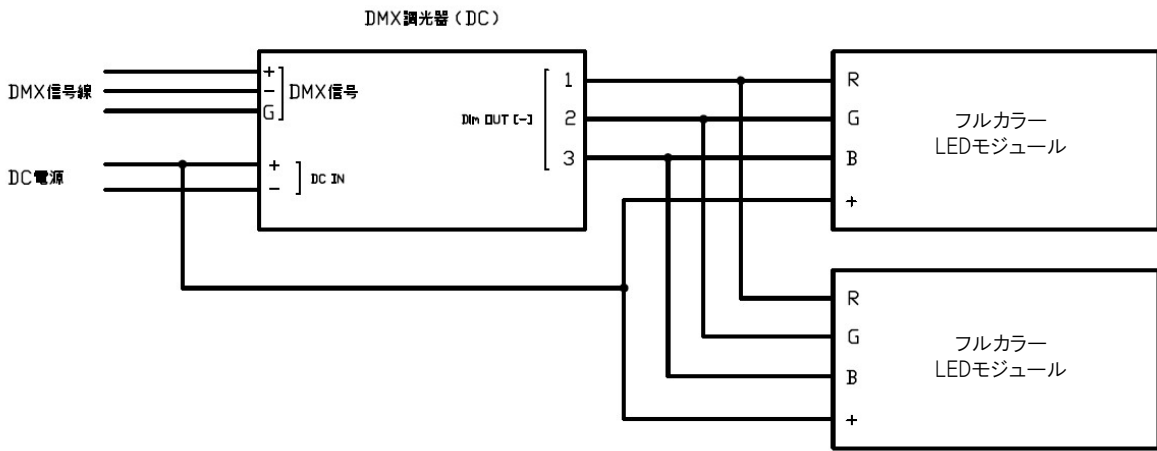 DMX調光器(DC)
DMX信号線
+
-
G
DMX信号
DC電源
+
-
DC IN
Dim OUT [-]
1
2
3
R
G
B
+
フルカラー
LEDモジュール
R
G
B
+
フルカラー
LEDモジュール